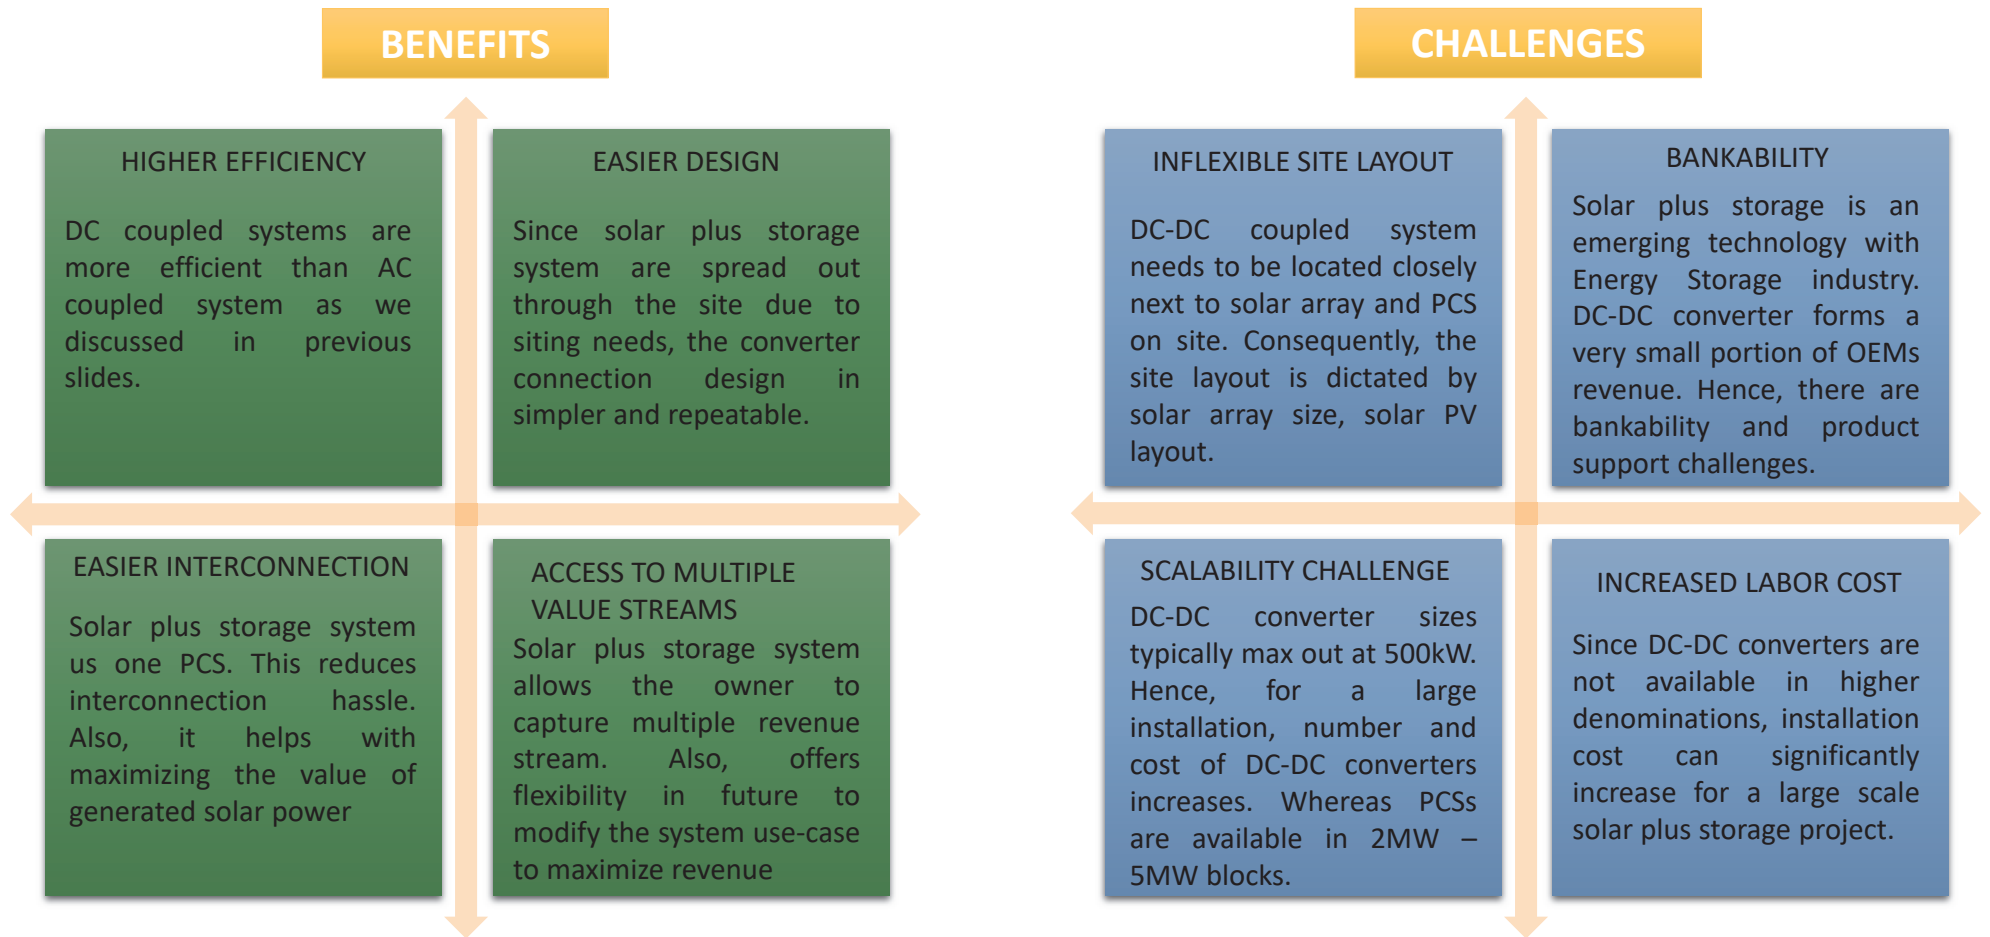 BENEFITS
HIGHER EFFICIENCY
DC coupled systems are
more efficient than AC
coupled system as we
discussed in previous
slides.
EASIER DESIGN
Since solar plus storage
system are spread out
through the site due to
siting needs, the converter
connection design in
simpler and repeatable.
EASIER INTERCONNECTION
Solar plus storage system
us one PCS. This reduces
interconnection hassle.
Also, it helps with
maximizing the value of
generated solar power
ACCESS TO MULTIPLE
VALUE STREAMS
Solar plus storage system
allows the owner to
capture multiple revenue
stream. Also, offers
flexibility in future to
modify the system use-case
to maximize revenue
CHALLENGES
INFLEXIBLE SITE LAYOUT
DC-DC coupled system
needs to be located closely
next to solar array and PCS
on site. Consequently, the
site layout is dictated by
solar array size, solar PV
layout.
BANKABILITY
Solar plus storage is an
emerging technology with
Energy Storage industry.
DC-DC converter forms a
very small portion of OEMs
revenue. Hence, there are
bankability and product
support challenges.
SCALABILITY CHALLENGE
DC-DC converter sizes
typically max out at 500kW.
Hence, for a large
installation, number and
cost of DC-DC converters
increases. Whereas PCSs
are available in 2MW –
5MW blocks.
INCREASED LABOR COST
Since DC-DC converters are
not available in higher
denominations, installation
cost can significantly
increase for a large scale
solar plus storage project.